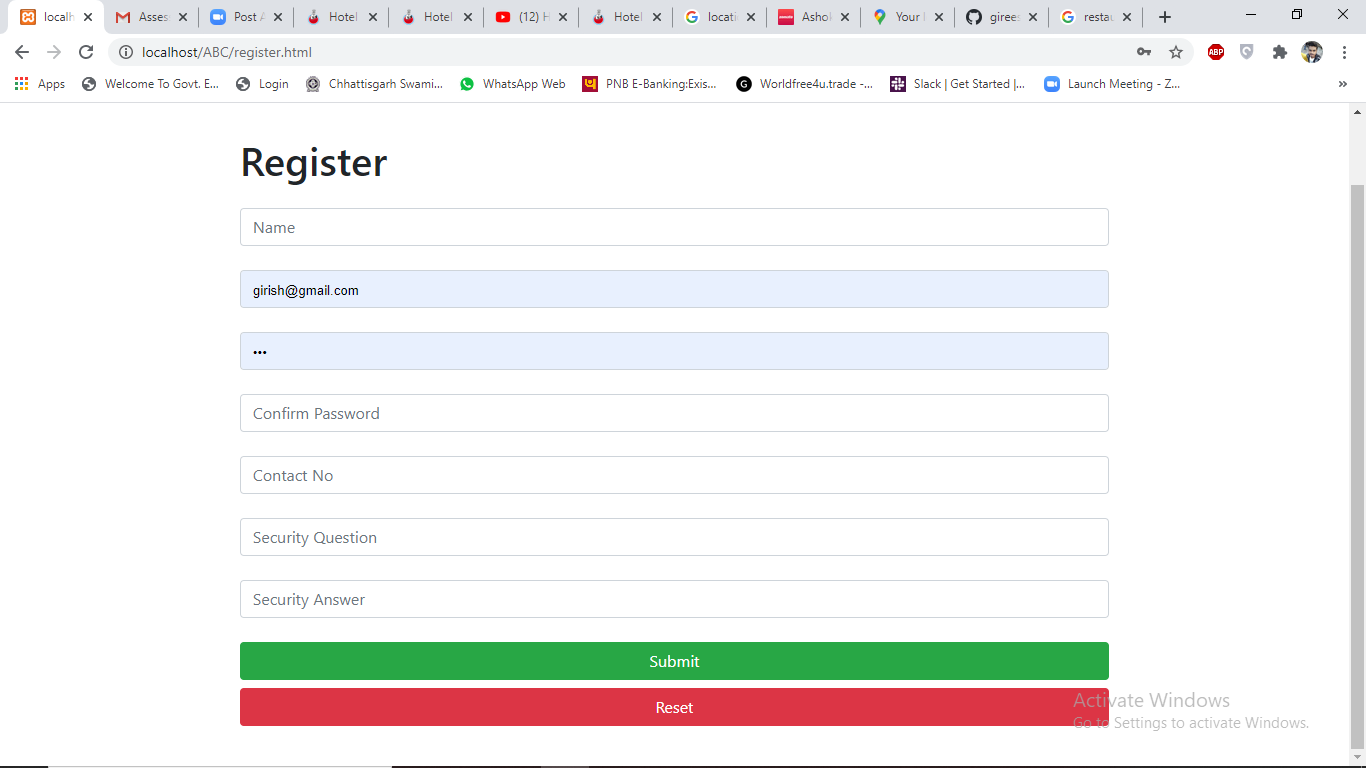 localh
Asses
Post A
Hotel
Hotel
(12) H
Hotel
locati
Ashok
Your
girees
restau
localhost/ABC/register.html
ABP
Apps
Welcome To Govt. E...
Login
Chhattisgarh Swami...
WhatsApp Web
PNB E-Banking:Exis...
G
Worldfree4u.trade -...
Slack | Get Started |...
Launch Meeting - Z...
»
Register
Name
girish@gmail.com
•••
Confirm Password
Contact No
Security Question
Security Answer
Submit
Reset
Activate Windows
Go to Settings to activate Windows.